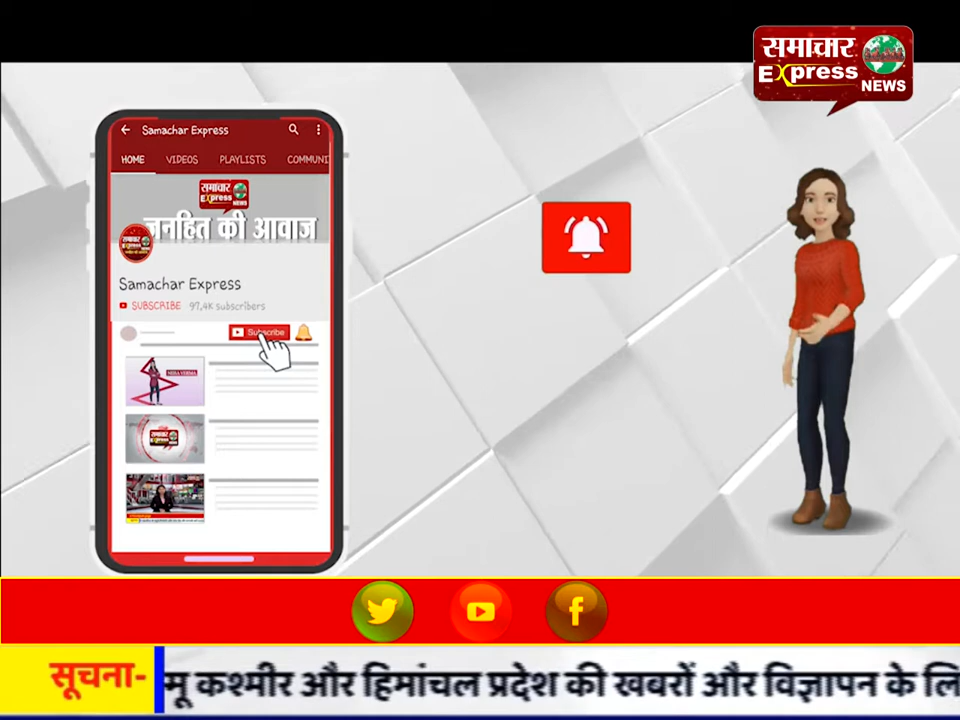 समाचार
Express
NEWS
Samachar Express
HOME VIDEOS PLAYLISTS COMMUNI
समाचार
Express
NEWS
जनहित की आवाज
Samachar Express
SUBSCRIBE 97.4K subscribers
Subscribe
सूचना- मू कश्मीर और हिमांचल प्रदेश की खबरों और विज्ञापन के लि